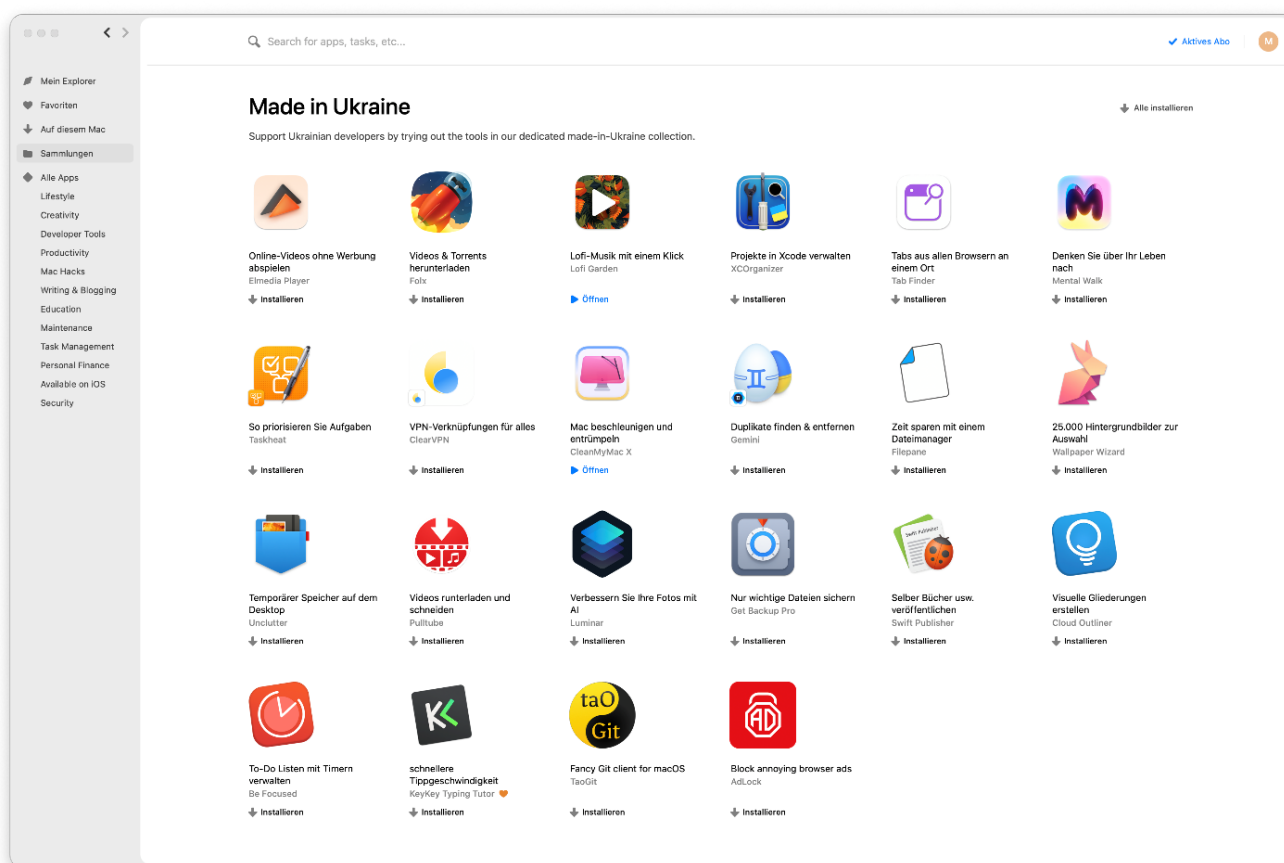 Search for apps, tasks, etc...
Aktives Abo
M
Mein Explorer
Favoriten
Auf diesem Mac
Sammlungen
Alle Apps
Lifestyle
Creativity
Developer Tools
Productivity
Mac Hacks
Writing & Blogging
Education
Maintenance
Task Management
Personal Finance
Available on iOS
Security
Made in Ukraine
Alle installieren
Support Ukrainian developers by trying out the tools in our dedicated made-in-Ukraine collection.
Online-Videos ohne Werbung
abspielen
Elmedia Player
Installieren
Videos & Torrents
herunterladen
Folx
Installieren
Lofi-Musik mit einem Klick
Lofi Garden
Öffnen
Projekte in Xcode verwalten
XCOrganizer
Installieren
Tabs aus allen Browsern an
einem Ort
Tab Finder
Installieren
Denken Sie über Ihr Leben
nach
Mental Walk
Installieren
So priorisieren Sie Aufgaben
Taskheat
Installieren
VPN-Verknüpfungen für alles
ClearVPN
Installieren
Mac beschleunigen und
entrümpeln
CleanMyMac X
Öffnen
Duplikate finden & entfernen
Gemini
Installieren
Zeit sparen mit einem
Dateimanager
Filepane
Installieren
25.000 Hintergrundbilder zur
Auswahl
Wallpaper Wizard
Installieren
Temporärer Speicher auf dem
Desktop
Unclutter
Installieren
Videos runterladen und
schneiden
Pulltube
Installieren
Verbessern Sie Ihre Fotos mit
AI
Luminar
Installieren
Nur wichtige Dateien sichern
Get Backup Pro
Installieren
Swift Publisher
Selber Bücher usw.
veröffentlichen
Swift Publisher
Installieren
Visuelle Gliederungen
erstellen
Cloud Outliner
Installieren
To-Do Listen mit Timern
verwalten
Be Focused
Installieren
schnellere
Tippgeschwindigkeit
KeyKey Typing Tutor 🧡
Installieren
taO
Git
Fancy Git client for macOS
TaoGit
Installieren
AD
Block annoying browser ads
AdLock
Installieren